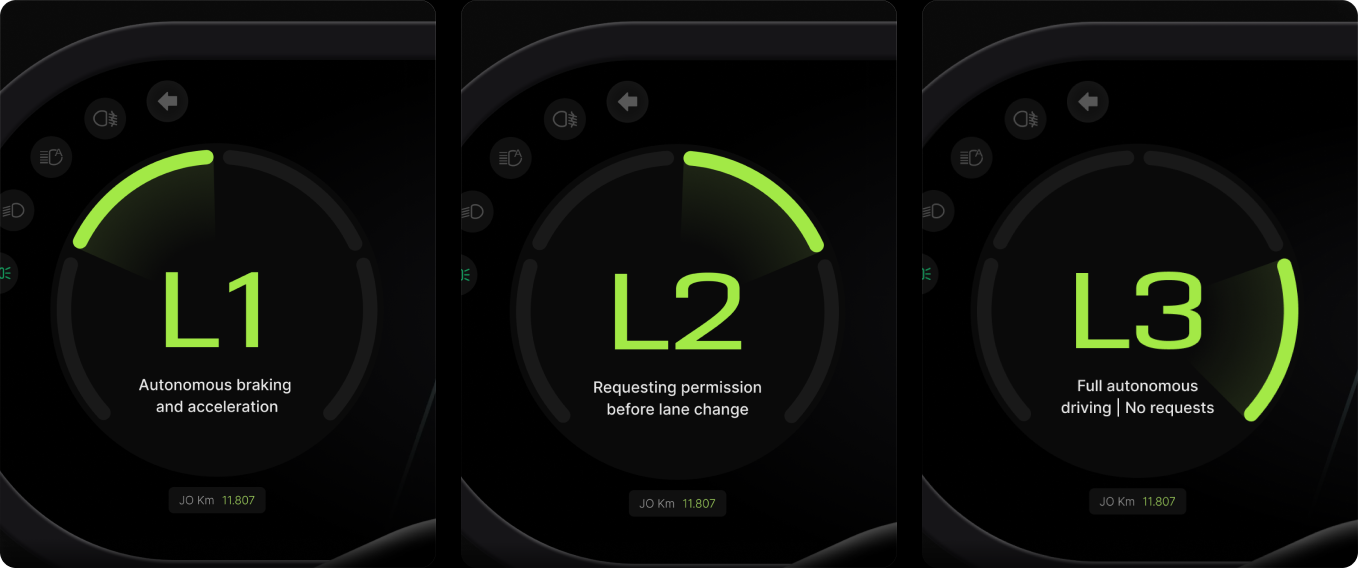 L1
Autonomous braking
and acceleration
JO Km 11.807
L2
Requesting permission
before lane change
JO Km 11.807
L3
Full autonomous
driving | No requests
JO Km 11.807